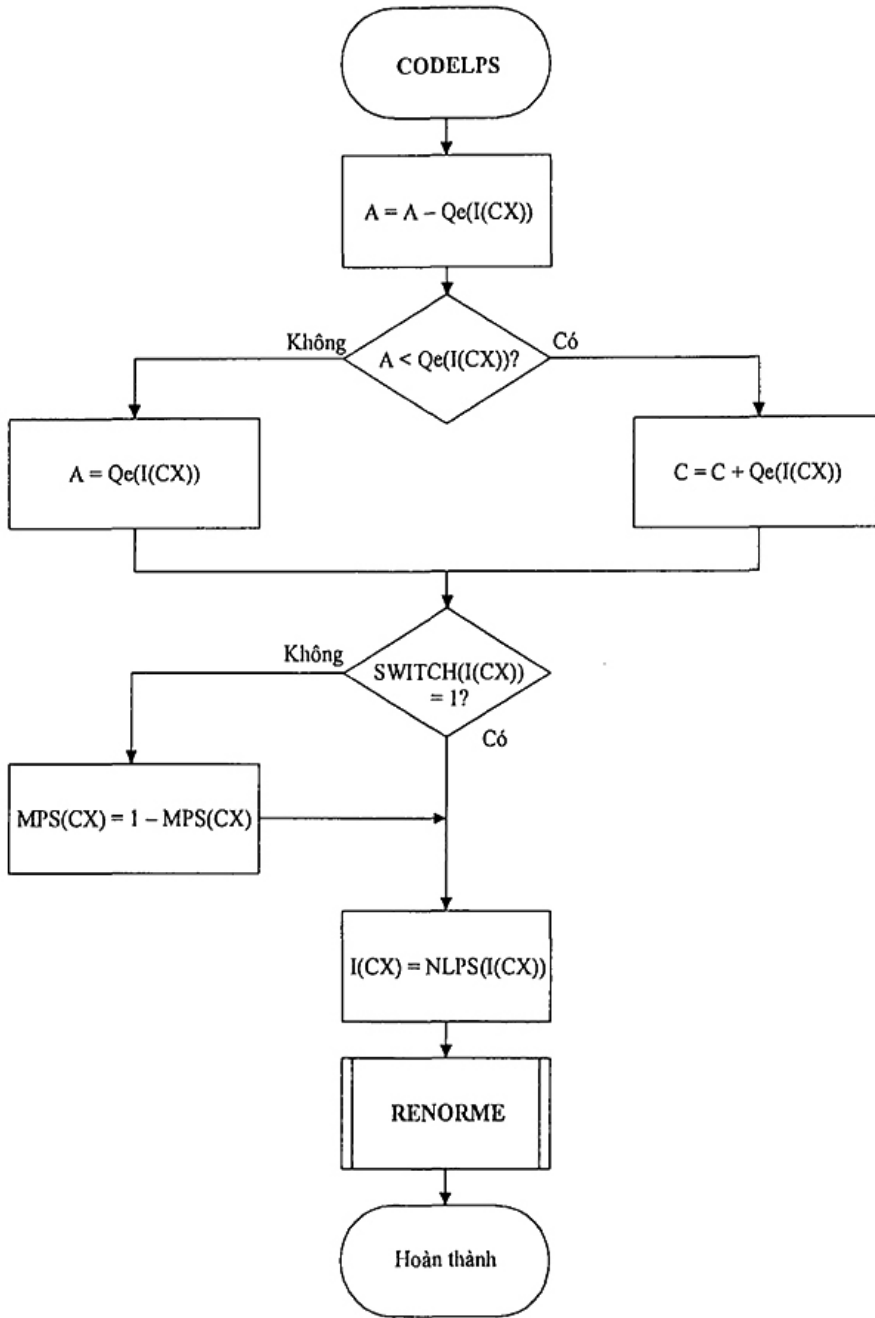 CODELPS
A = A – Qe(I(CX))
Không
A < Qe(I(CX))?
Có
A = Qe(I(CX))
C = C + Qe(I(CX))
Không
SWITCH(I(CX))
= 1?
Có
MPS(CX) = 1 – MPS(CX)
I(CX) = NLPS(I(CX))
RENORME
Hoàn thành